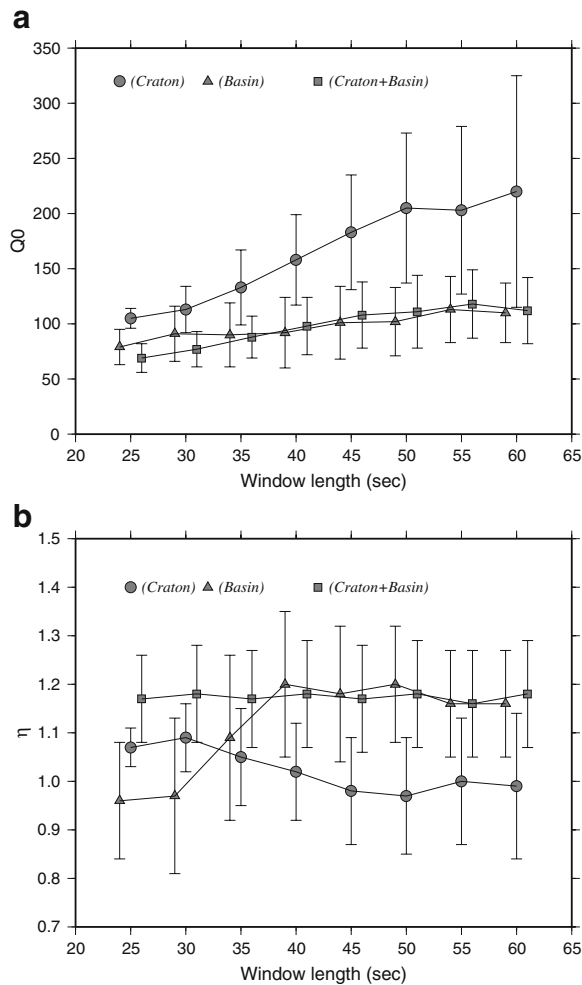 a
350
300
250
200
150
100
50
0
Q0
(Craton) (Basin) (Craton+Basin)
20 25 30 35 40 45 50 55 60 65
Window length (sec)
b
1.5
1.4
1.3
1.2
1.1
1.0
0.9
0.8
0.7
η
(Craton) (Basin) (Craton+Basin)
20 25 30 35 40 45 50 55 60 65
Window length (sec)